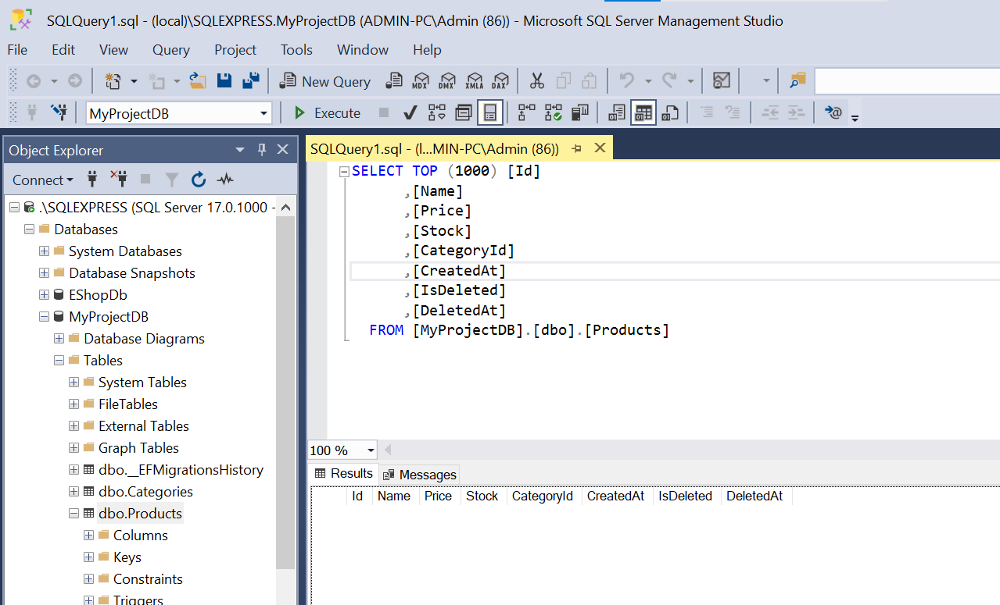 SQLQuery1.sql - (local)\SQLEXPRESS.MyProjectDB (ADMIN-PC\Admin (86)) - Microsoft SQL Server Management Studio
File Edit View Query Project Tools Window Help
New Query MDX DMX XMLA DAX
MyProjectDB Execute
Object Explorer
Connect
.\SQLEXPRESS (SQL Server 17.0.1000 -
Databases
System Databases
Database Snapshots
EShopDb
MyProjectDB
Database Diagrams
Tables
System Tables
FileTables
External Tables
Graph Tables
dbo.__EFMigrationsHistory
dbo.Categories
dbo.Products
Columns
Keys
Constraints
Triggers
SQLQuery1.sql - (l...MIN-PC\Admin (86))
SELECT TOP (1000) [Id]
,[Name]
,[Price]
,[Stock]
,[CategoryId]
,[CreatedAt]
,[IsDeleted]
,[DeletedAt]
FROM [MyProjectDB].[dbo].[Products]
100 %
Results Messages
Id Name Price Stock CategoryId CreatedAt IsDeleted DeletedAt